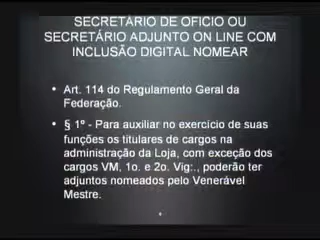 SECRETÁRIO DE OFICIO OU
SECRETÁRIO ADJUNTO ON LINE COM
INCLUSÃO DIGITAL NOMEAR
• Art. 114 do Regulamento Geral da
Federação.
• § 1º - Para auxiliar no exercício de suas
funções os titulares de cargos na
administração da Loja, com exceção dos
cargos VM, 1o. e 2o. Vig:., poderão ter
adjuntos nomeados pelo Venerável
Mestre.